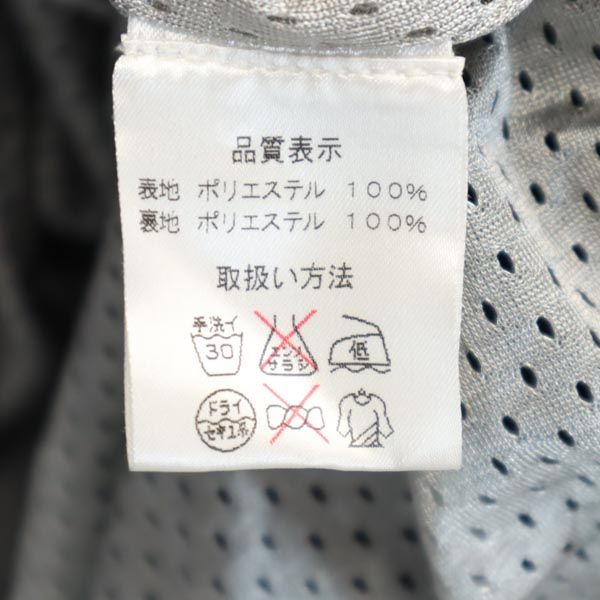 品質表示
表地 ポリエステル 100%
裏地 ポリエステル 100%
取扱い方法
手洗イ
30
エンソ
サラシ
低
ドライ
セキユ系